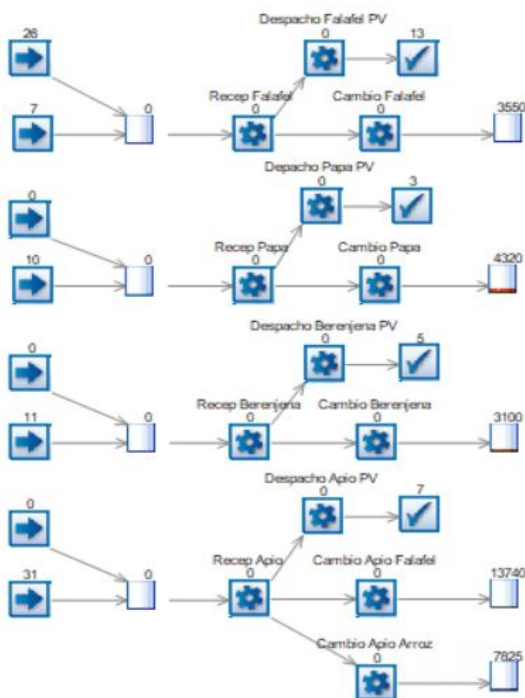 Despacho Falafel PV
26 0 13
Recep Falafel Cambio Falafel
7 0 0 0 3550
Depacho Papa PV
0 0 3
Recep Papa Cambio Papa
10 0 0 0 4320
Despacho Berenjena PV
0 0 5
Recep Berenjena Cambio Berenjena
11 0 0 0 3100
Despacho Apio PV
0 0 7
Recep Apio Cambio Apio Falafel
31 0 0 0 13740
Cambio Apio Arroz
0 7825